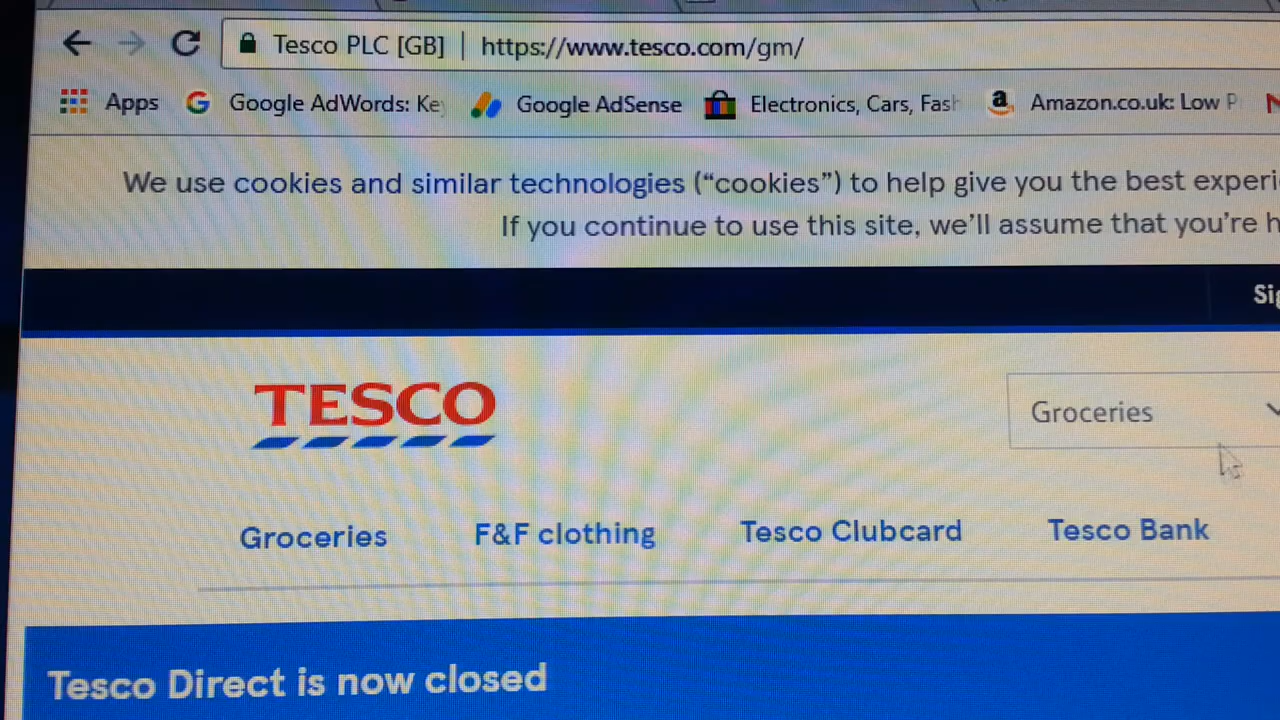 Tesco PLC [GB] | https://www.tesco.com/gm/
Apps Google AdWords: Ke Google AdSense Electronics, Cars, Fash Amazon.co.uk: Low P
We use cookies and similar technologies (“cookies”) to help give you the best experi
If you continue to use this site, we’ll assume that you’re h
Sig
TESCO
Groceries
Groceries F&F clothing Tesco Clubcard Tesco Bank
Tesco Direct is now closed